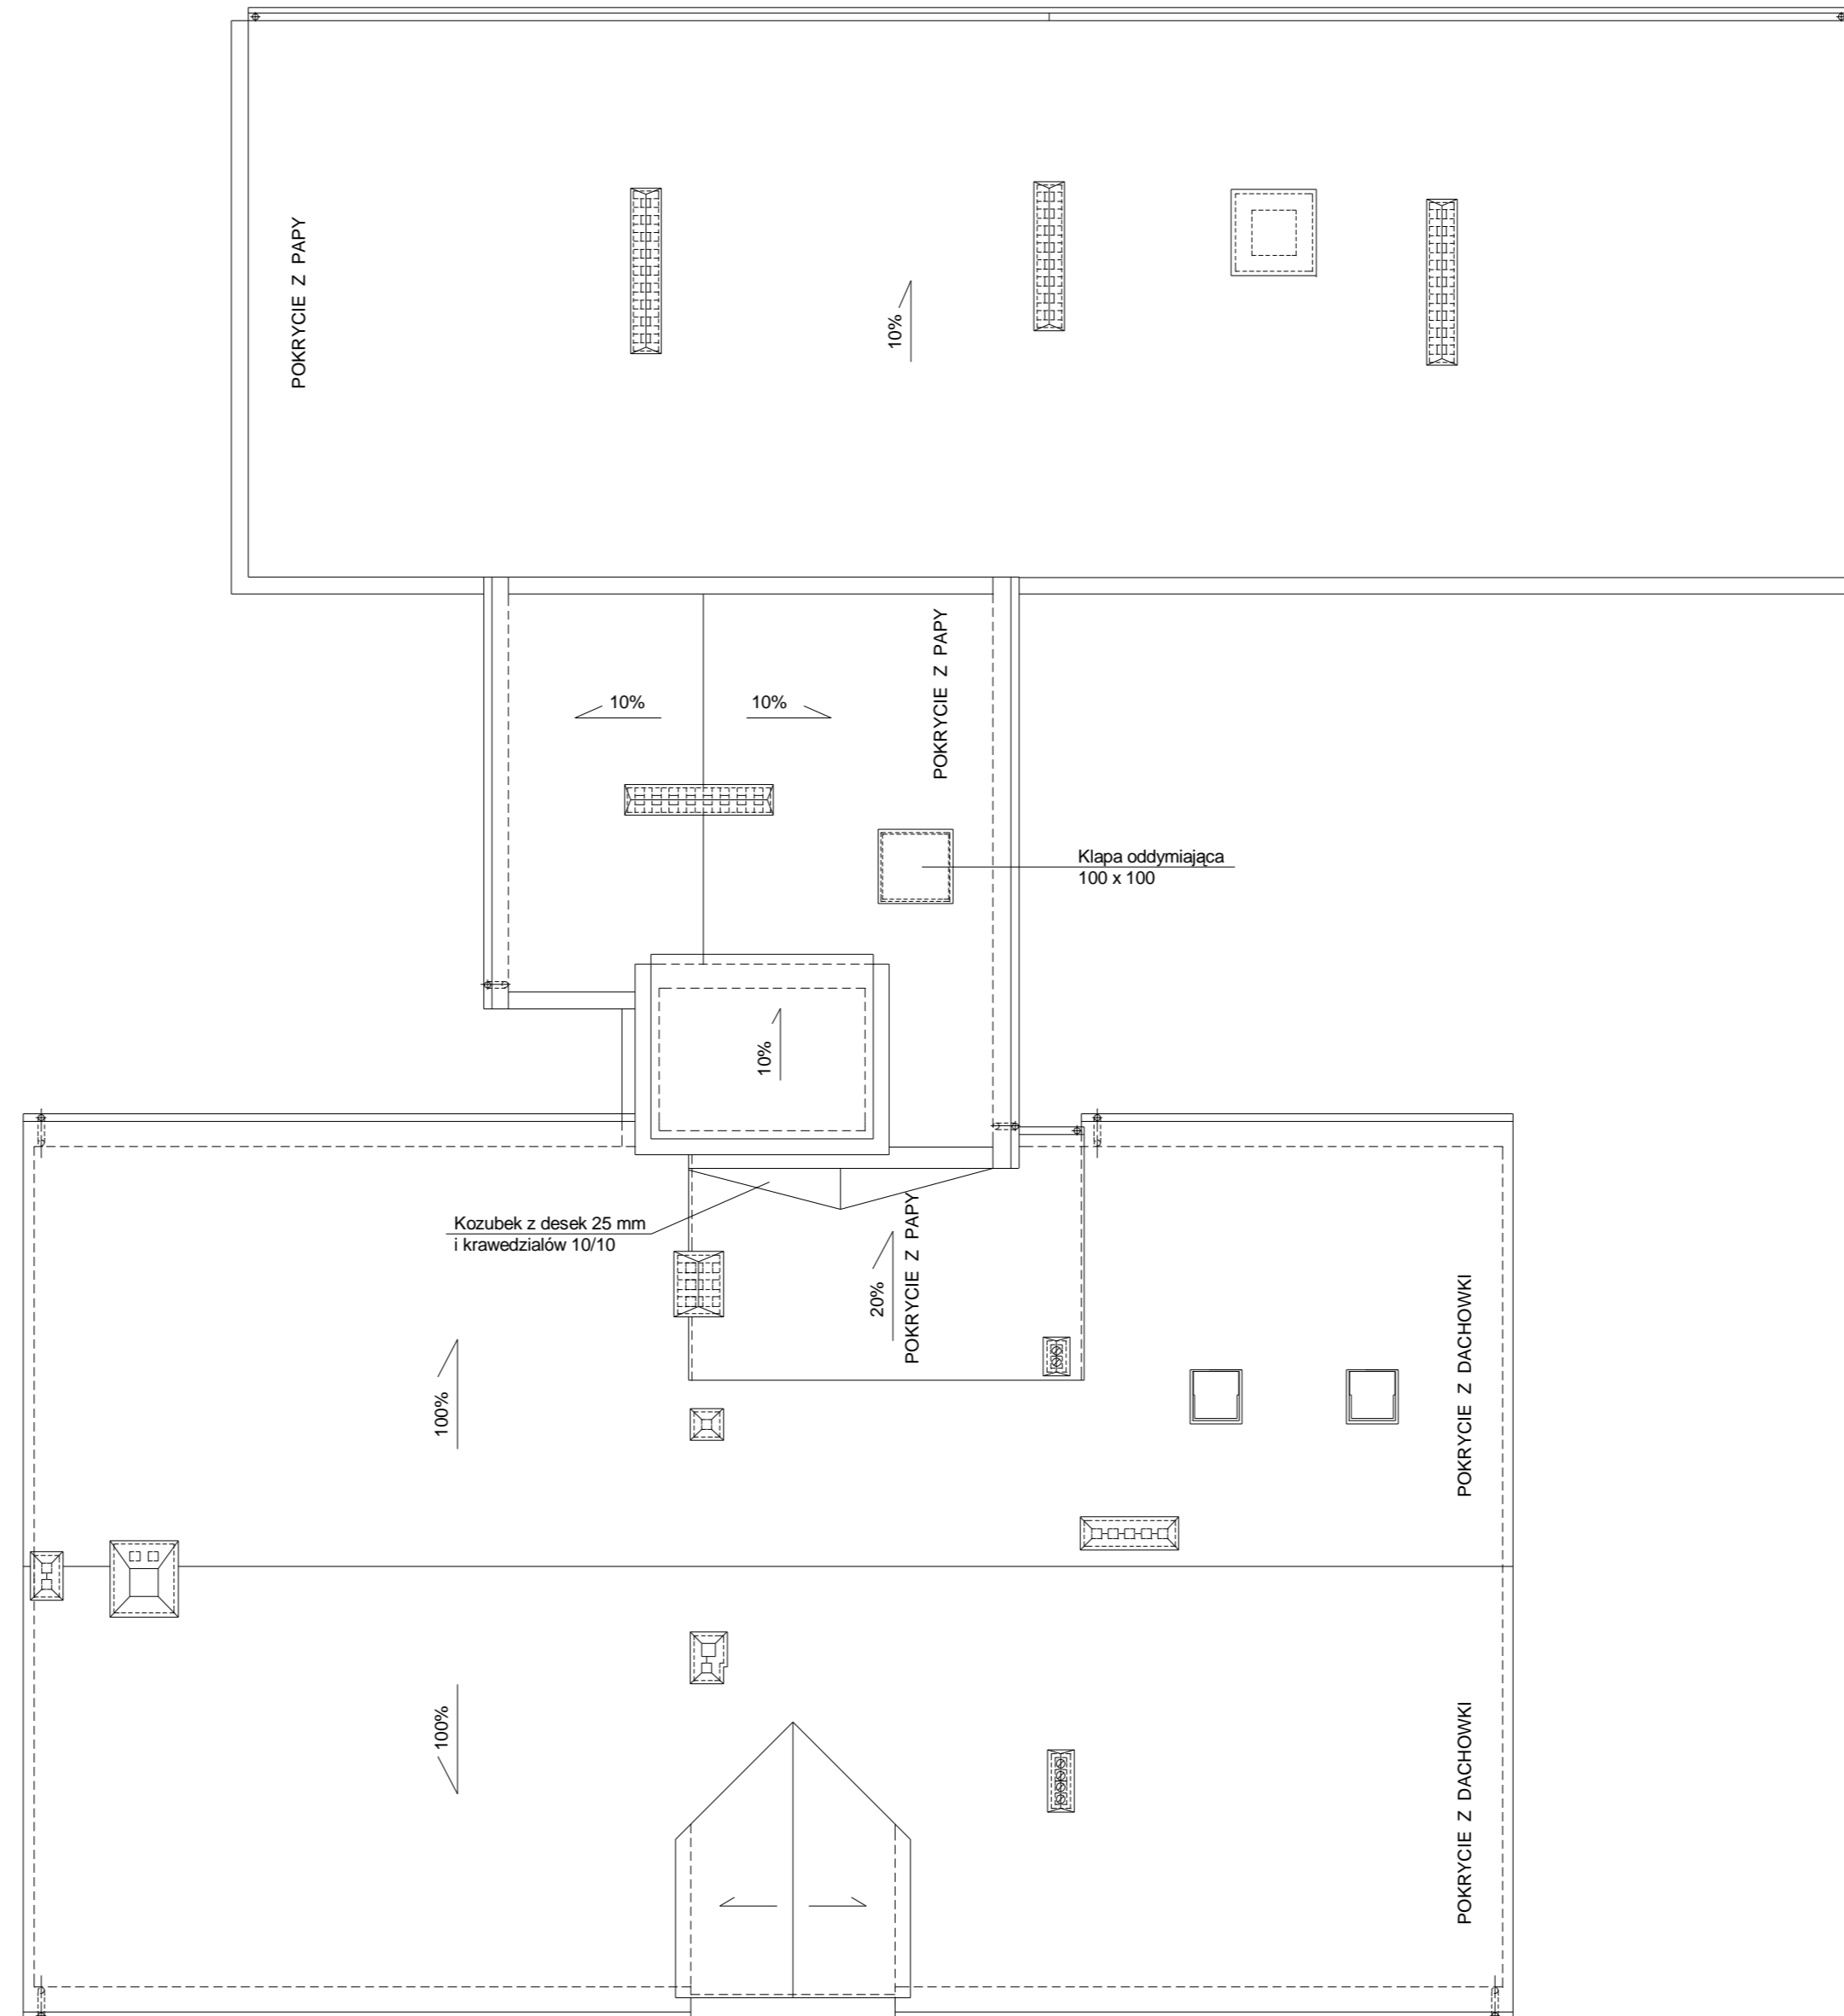 POKRYCIE Z PAPY
10%
POKRYCIE Z PAPY
10%
10%
Klapa oddymiająca
100 x 100
10%
Kozubek z desek 25 mm
i krawedzialów 10/10
20%
POKRYCIE Z PAPY
100%
POKRYCIE Z DACHOWKI
100%
POKRYCIE Z DACHOWKI